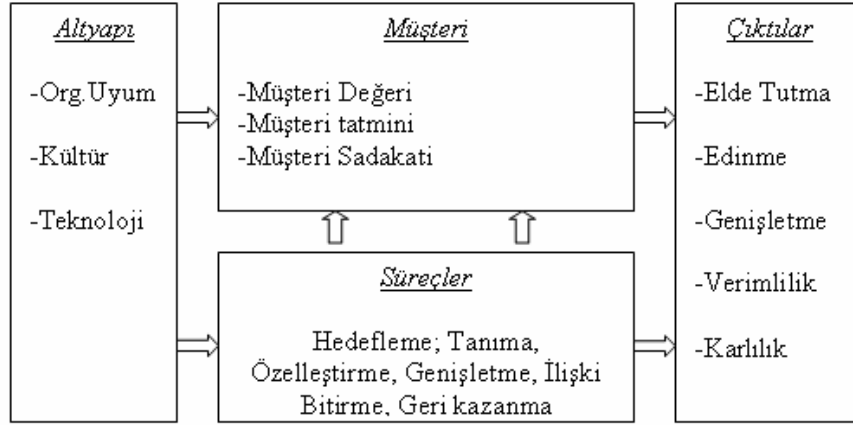 Altyapı
-Org.Uyum
-Kültür
-Teknoloji
Müşteri
-Müşteri Değeri
-Müşteri tatmini
-Müşteri Sadakati
Süreçler
Hedefleme; Tanıma,
Özelleştirme, Genişletme, İlişki
Bitirme, Geri kazanma
Çıktılar
-Elde Tutma
-Edinme
-Genişletme
-Verimlilik
-Karlılık